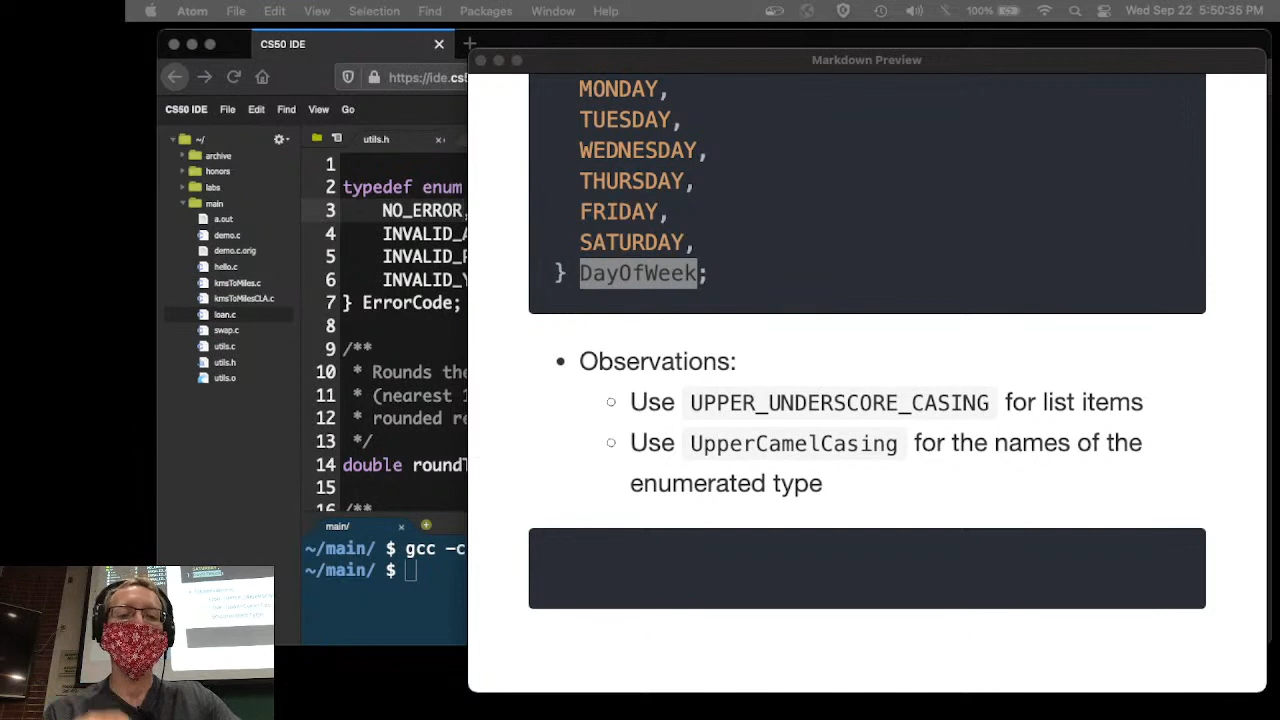 Atom File Edit View Selection Find Packages Window Help 100% Wed Sep 22 5:50:35 PM
CS50 IDE
https://ide.cs5
CS50 IDE File Edit Find View Go
~/
archive
honors
labs
main
a.out
demo.c
demo.c.orig
hello.c
kmsToMiles.c
kmsToMilesCLA.c
loan.c
swap.c
utils.c
utils.h
utils.o
utils.h
1
2 typedef enum
3 NO_ERROR,
4 INVALID_
5 INVALID_
6 INVALID_
7 } ErrorCode;
8
9 /**
10 * Rounds the
11 * (nearest 1
12 * rounded re
13 */
14 double round
15
16 /**
main/
~/main/ $ gcc -c
~/main/ $
Markdown Preview
MONDAY,
TUESDAY,
WEDNESDAY,
THURSDAY,
FRIDAY,
SATURDAY,
} DayOfWeek;
• Observations:
○ Use UPPER_UNDERSCORE_CASING for list items
○ Use UpperCamelCasing for the names of the
enumerated type